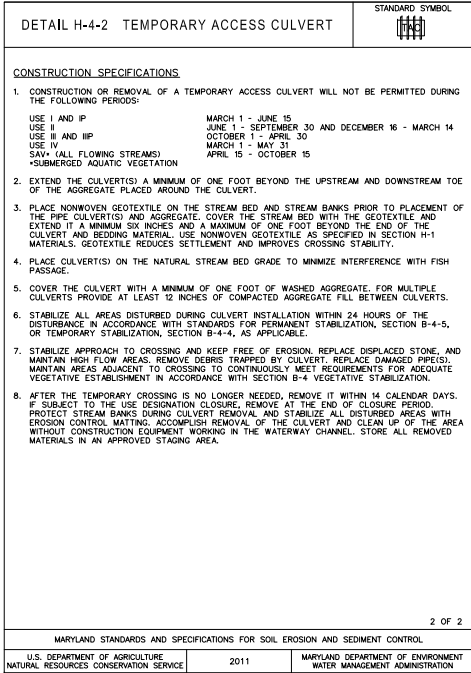 DETAIL H-4-2 TEMPORARY ACCESS CULVERT
STANDARD SYMBOL
TAC
CONSTRUCTION SPECIFICATIONS
1. CONSTRUCTION OR REMOVAL OF A TEMPORARY ACCESS CULVERT WILL NOT BE PERMITTED DURING
THE FOLLOWING PERIODS:
USE I AND IP MARCH 1 - JUNE 15
USE II JUNE 1 - SEPTEMBER 30 AND DECEMBER 16 - MARCH 14
USE III AND IIIP OCTOBER 1 - APRIL 30
USE IV MARCH 1 - MAY 31
SAV* (ALL FLOWING STREAMS) APRIL 15 - OCTOBER 15
*SUBMERGED AQUATIC VEGETATION
2. EXTEND THE CULVERT(S) A MINIMUM OF ONE FOOT BEYOND THE UPSTREAM AND DOWNSTREAM TOE
OF THE AGGREGATE PLACED AROUND THE CULVERT.
3. PLACE NONWOVEN GEOTEXTILE ON THE STREAM BED AND STREAM BANKS PRIOR TO PLACEMENT OF
THE PIPE CULVERT(S) AND AGGREGATE. COVER THE STREAM BED WITH THE GEOTEXTILE AND
EXTEND IT A MINIMUM SIX INCHES AND A MAXIMUM OF ONE FOOT BEYOND THE END OF THE
CULVERT AND BEDDING MATERIAL. USE NONWOVEN GEOTEXTILE AS SPECIFIED IN SECTION H-1
MATERIALS. GEOTEXTILE REDUCES SETTLEMENT AND IMPROVES CROSSING STABILITY.
4. PLACE CULVERT(S) ON THE NATURAL STREAM BED GRADE TO MINIMIZE INTERFERENCE WITH FISH
PASSAGE.
5. COVER THE CULVERT WITH A MINIMUM OF ONE FOOT OF WASHED AGGREGATE. FOR MULTIPLE
CULVERTS PROVIDE AT LEAST 12 INCHES OF COMPACTED AGGREGATE FILL BETWEEN CULVERTS.
6. STABILIZE ALL AREAS DISTURBED DURING CULVERT INSTALLATION WITHIN 24 HOURS OF THE
DISTURBANCE IN ACCORDANCE WITH STANDARDS FOR PERMANENT STABILIZATION, SECTION B-4-5,
OR TEMPORARY STABILIZATION, SECTION B-4-4, AS APPLICABLE.
7. STABILIZE APPROACH TO CROSSING AND KEEP FREE OF EROSION. REPLACE DISPLACED STONE, AND
MAINTAIN HIGH FLOW AREAS. REMOVE DEBRIS TRAPPED BY CULVERT. REPLACE DAMAGED PIPE(S).
MAINTAIN AREAS ADJACENT TO CROSSING TO CONTINUOUSLY MEET REQUIREMENTS FOR ADEQUATE
VEGETATIVE ESTABLISHMENT IN ACCORDANCE WITH SECTION B-4 VEGETATIVE STABILIZATION.
8. AFTER THE TEMPORARY CROSSING IS NO LONGER NEEDED, REMOVE IT WITHIN 14 CALENDAR DAYS.
IF SUBJECT TO THE USE DESIGNATION CLOSURE, REMOVE AT THE END OF CLOSURE PERIOD.
PROTECT STREAM BANKS DURING CULVERT REMOVAL AND STABILIZE ALL DISTURBED AREAS WITH
EROSION CONTROL MATTING. ACCOMPLISH REMOVAL OF THE CULVERT AND CLEAN UP OF THE AREA
WITHOUT CONSTRUCTION EQUIPMENT WORKING IN THE WATERWAY CHANNEL. STORE ALL REMOVED
MATERIALS IN AN APPROVED STAGING AREA.
2 OF 2
MARYLAND STANDARDS AND SPECIFICATIONS FOR SOIL EROSION AND SEDIMENT CONTROL
U.S. DEPARTMENT OF AGRICULTURE
NATURAL RESOURCES CONSERVATION SERVICE
2011
MARYLAND DEPARTMENT OF ENVIRONMENT
WATER MANAGEMENT ADMINISTRATION